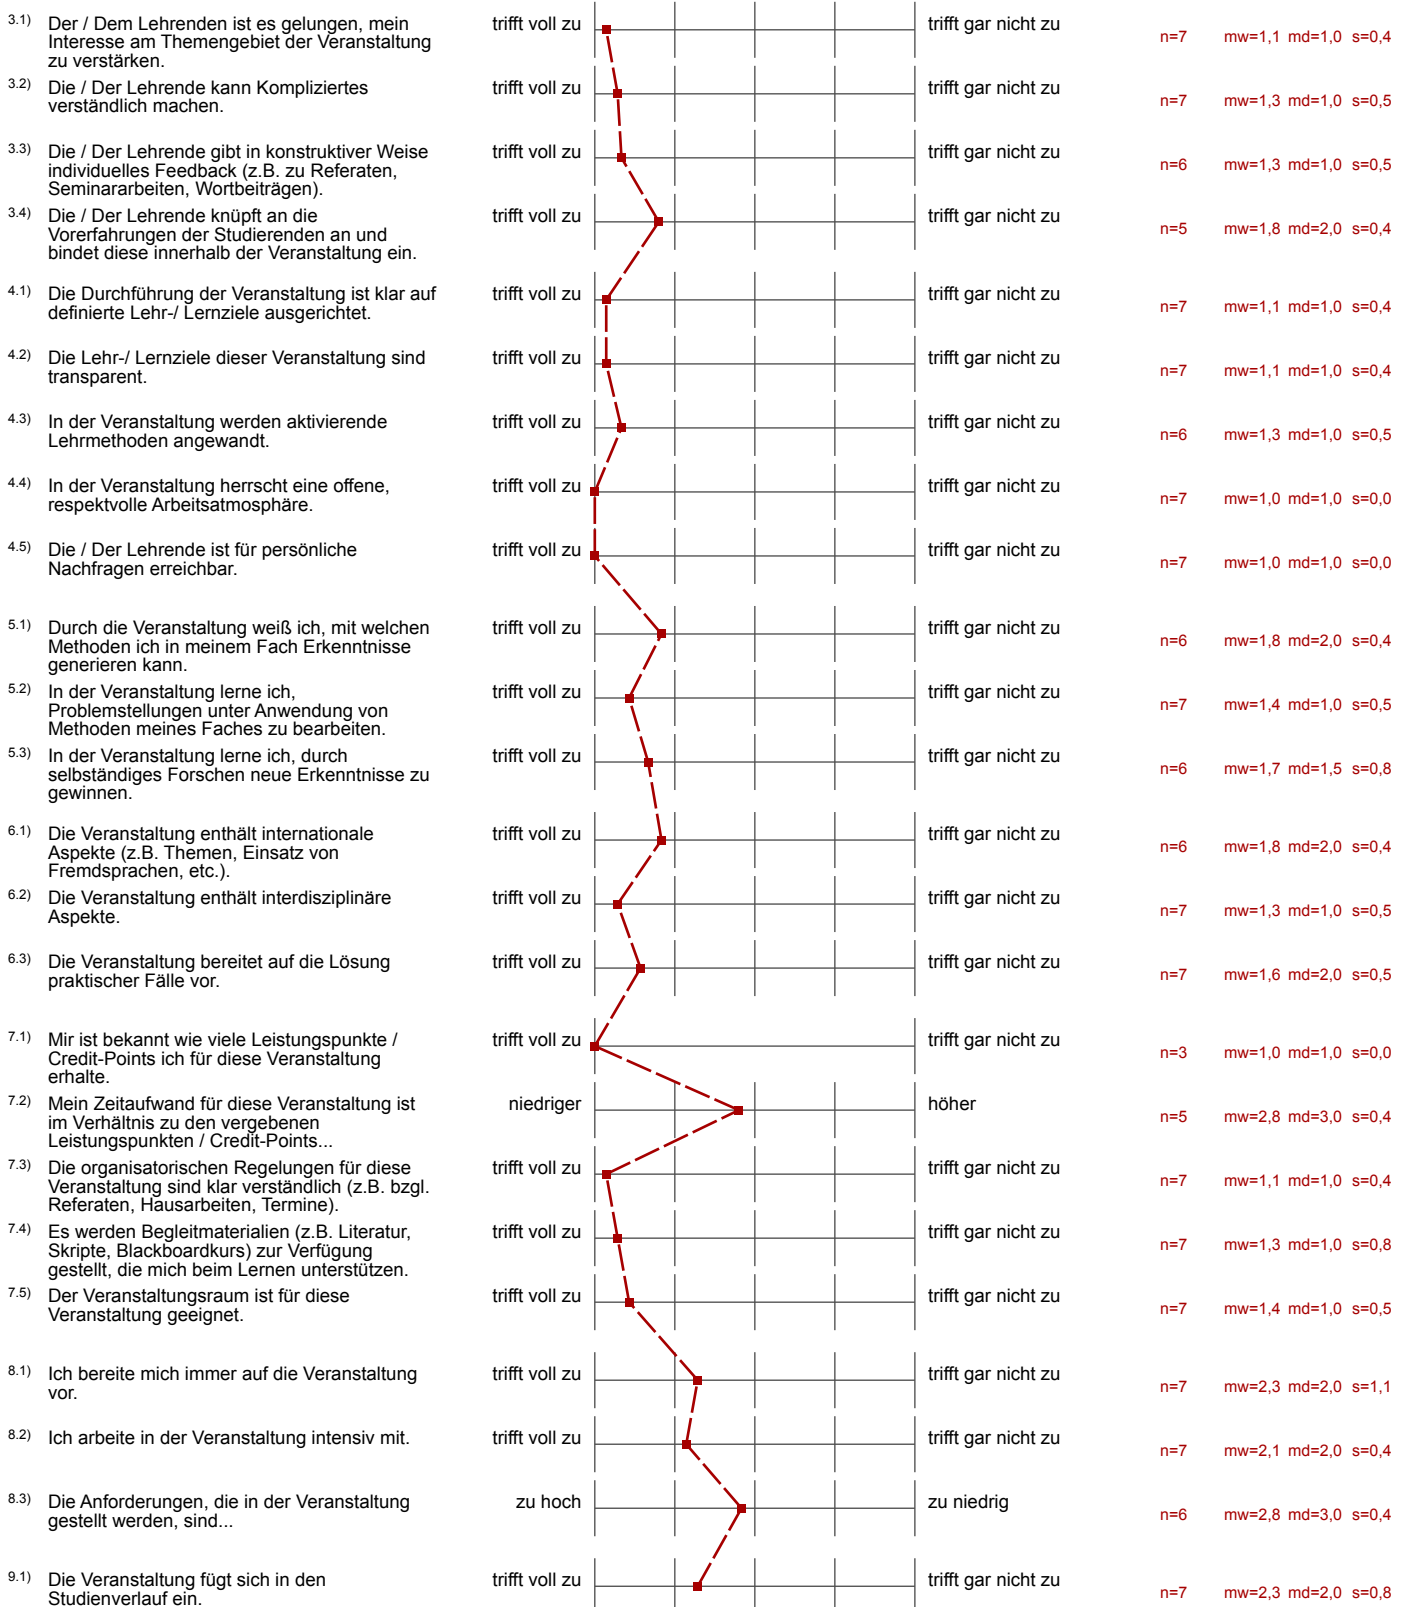 3.1) Der / Dem Lehrenden ist es gelungen, mein trifft voll zu trifft gar nicht zu
Interesse am Themengebiet der Veranstaltung n=7 mw=1,1 md=1,0 s=0,4
zu verstärken.
3.2) Die / Der Lehrende kann Kompliziertes trifft voll zu trifft gar nicht zu
verständlich machen. n=7 mw=1,3 md=1,0 s=0,5
3.3) Die / Der Lehrende gibt in konstruktiver Weise trifft voll zu trifft gar nicht zu
individuelles Feedback (z.B. zu Referaten, n=6 mw=1,3 md=1,0 s=0,5
Seminararbeiten, Wortbeiträgen).
3.4) Die / Der Lehrende knüpft an die trifft voll zu trifft gar nicht zu
Vorerfahrungen der Studierenden an und n=5 mw=1,8 md=2,0 s=0,4
bindet diese innerhalb der Veranstaltung ein.
4.1) Die Durchführung der Veranstaltung ist klar auf trifft voll zu trifft gar nicht zu
definierte Lehr-/ Lernziele ausgerichtet. n=7 mw=1,1 md=1,0 s=0,4
4.2) Die Lehr-/ Lernziele dieser Veranstaltung sind trifft voll zu trifft gar nicht zu
transparent. n=7 mw=1,1 md=1,0 s=0,4
4.3) In der Veranstaltung werden aktivierende trifft voll zu trifft gar nicht zu
Lehrmethoden angewandt. n=6 mw=1,3 md=1,0 s=0,5
4.4) In der Veranstaltung herrscht eine offene, trifft voll zu trifft gar nicht zu
respektvolle Arbeitsatmosphäre. n=7 mw=1,0 md=1,0 s=0,0
4.5) Die / Der Lehrende ist für persönliche trifft voll zu trifft gar nicht zu
Nachfragen erreichbar. n=7 mw=1,0 md=1,0 s=0,0
5.1) Durch die Veranstaltung weiß ich, mit welchen trifft voll zu trifft gar nicht zu
Methoden ich in meinem Fach Erkenntnisse n=6 mw=1,8 md=2,0 s=0,4
generieren kann.
5.2) In der Veranstaltung lerne ich, trifft voll zu trifft gar nicht zu
Problemstellungen unter Anwendung von n=7 mw=1,4 md=1,0 s=0,5
Methoden meines Faches zu bearbeiten.
5.3) In der Veranstaltung lerne ich, durch trifft voll zu trifft gar nicht zu
selbständiges Forschen neue Erkenntnisse zu n=6 mw=1,7 md=1,5 s=0,8
gewinnen.
6.1) Die Veranstaltung enthält internationale trifft voll zu trifft gar nicht zu
Aspekte (z.B. Themen, Einsatz von n=6 mw=1,8 md=2,0 s=0,4
Fremdsprachen, etc.).
6.2) Die Veranstaltung enthält interdisziplinäre trifft voll zu trifft gar nicht zu
Aspekte. n=7 mw=1,3 md=1,0 s=0,5
6.3) Die Veranstaltung bereitet auf die Lösung trifft voll zu trifft gar nicht zu
praktischer Fälle vor. n=7 mw=1,6 md=2,0 s=0,5
7.1) Mir ist bekannt wie viele Leistungspunkte / trifft voll zu trifft gar nicht zu
Credit-Points ich für diese Veranstaltung n=3 mw=1,0 md=1,0 s=0,0
erhalte.
7.2) Mein Zeitaufwand für diese Veranstaltung ist niedriger höher
im Verhältnis zu den vergebenen n=5 mw=2,8 md=3,0 s=0,4
Leistungspunkten / Credit-Points...
7.3) Die organisatorischen Regelungen für diese trifft voll zu trifft gar nicht zu
Veranstaltung sind klar verständlich (z.B. bzgl. n=7 mw=1,1 md=1,0 s=0,4
Referaten, Hausarbeiten, Termine).
7.4) Es werden Begleitmaterialien (z.B. Literatur, trifft voll zu trifft gar nicht zu
Skripte, Blackboardkurs) zur Verfügung n=7 mw=1,3 md=1,0 s=0,8
gestellt, die mich beim Lernen unterstützen.
7.5) Der Veranstaltungsraum ist für diese trifft voll zu trifft gar nicht zu
Veranstaltung geeignet. n=7 mw=1,4 md=1,0 s=0,5
8.1) Ich bereite mich immer auf die Veranstaltung trifft voll zu trifft gar nicht zu
vor. n=7 mw=2,3 md=2,0 s=1,1
8.2) Ich arbeite in der Veranstaltung intensiv mit. trifft voll zu trifft gar nicht zu
n=7 mw=2,1 md=2,0 s=0,4
8.3) Die Anforderungen, die in der Veranstaltung zu hoch zu niedrig
gestellt werden, sind... n=6 mw=2,8 md=3,0 s=0,4
9.1) Die Veranstaltung fügt sich in den trifft voll zu trifft gar nicht zu
Studienverlauf ein. n=7 mw=2,3 md=2,0 s=0,8